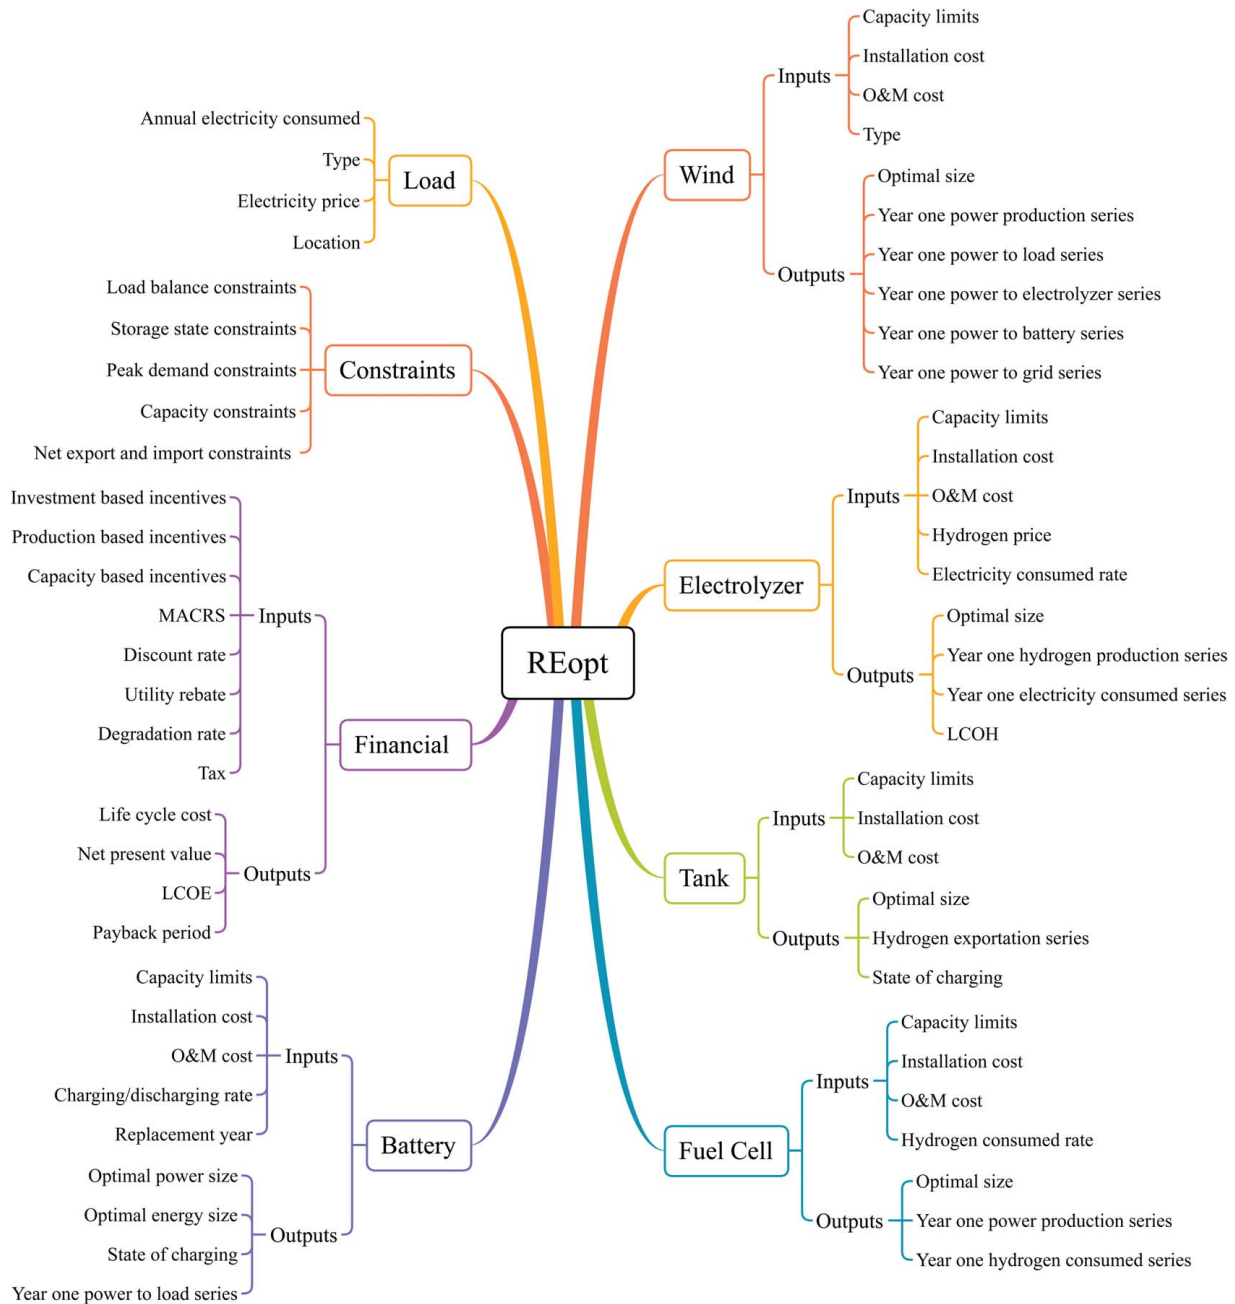 REopt
Load
Annual electricity consumed
Type
Electricity price
Location
Constraints
Load balance constraints
Storage state constraints
Peak demand constraints
Capacity constraints
Net export and import constraints
Financial
Inputs
Investment based incentives
Production based incentives
Capacity based incentives
MACRS
Discount rate
Utility rebate
Degradation rate
Tax
Outputs
Life cycle cost
Net present value
LCOE
Payback period
Battery
Inputs
Capacity limits
Installation cost
O&M cost
Charging/discharging rate
Replacement year
Outputs
Optimal power size
Optimal energy size
State of charging
Year one power to load series
Wind
Inputs
Capacity limits
Installation cost
O&M cost
Type
Outputs
Optimal size
Year one power production series
Year one power to load series
Year one power to electrolyzer series
Year one power to battery series
Year one power to grid series
Electrolyzer
Inputs
Capacity limits
Installation cost
O&M cost
Hydrogen price
Electricity consumed rate
Outputs
Optimal size
Year one hydrogen production series
Year one electricity consumed series
LCOH
Tank
Inputs
Capacity limits
Installation cost
O&M cost
Outputs
Optimal size
Hydrogen exportation series
State of charging
Fuel Cell
Inputs
Capacity limits
Installation cost
O&M cost
Hydrogen consumed rate
Outputs
Optimal size
Year one power production series
Year one hydrogen consumed series